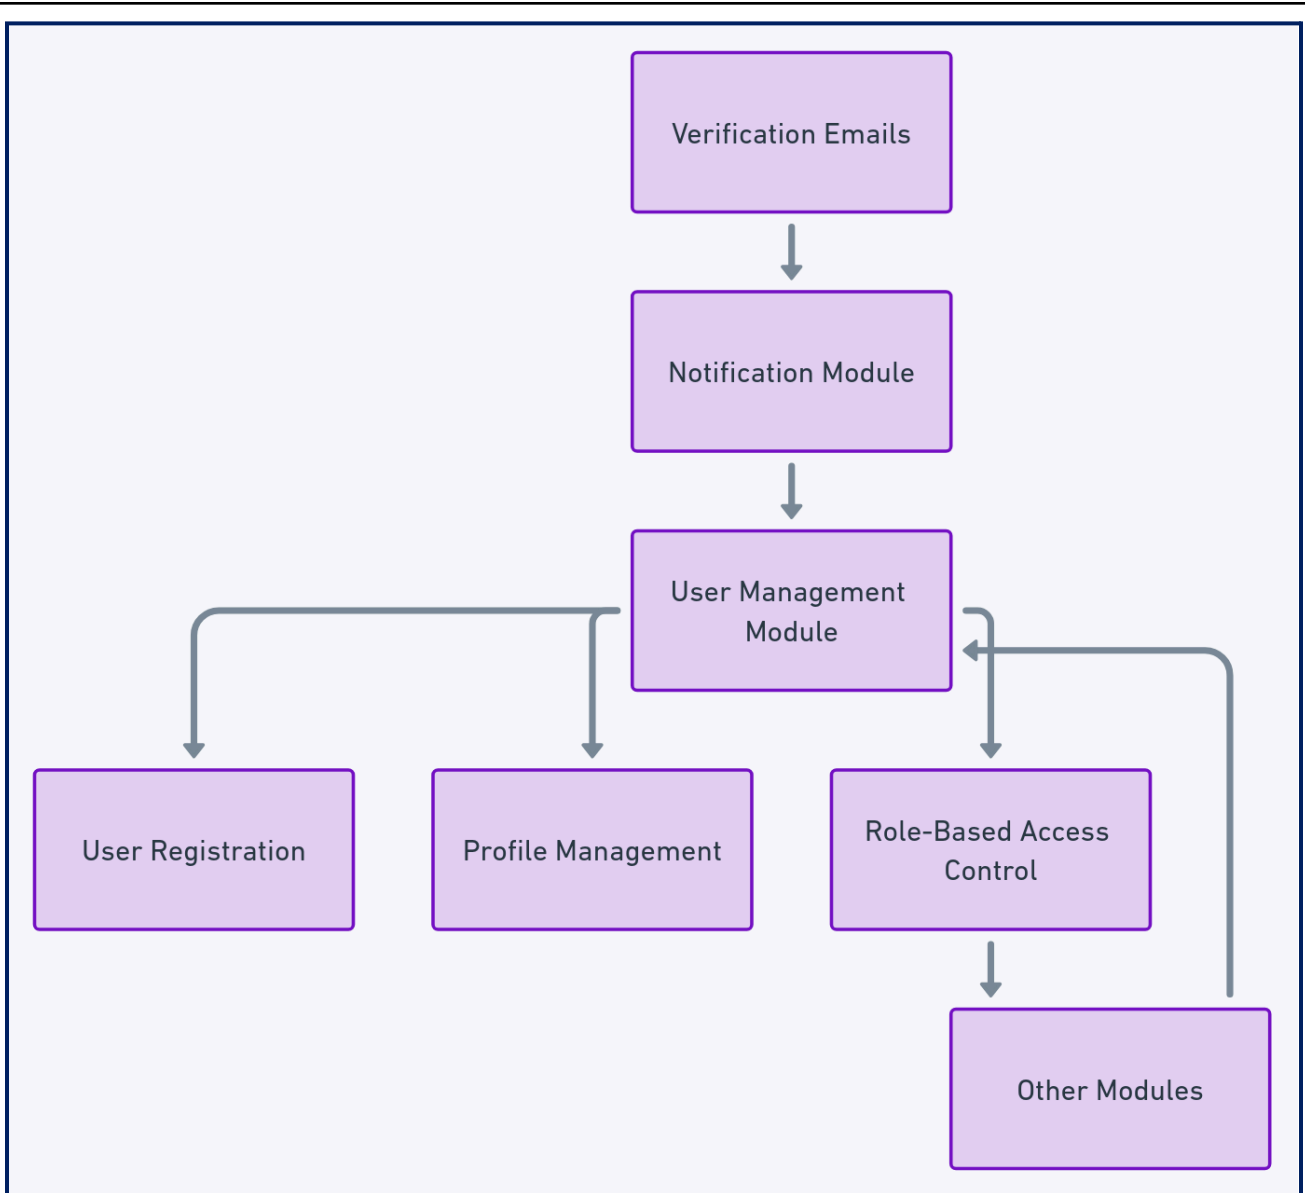 Verification Emails
Notification Module
User Management
Module
User Registration
Profile Management
Role-Based Access
Control
Other Modules